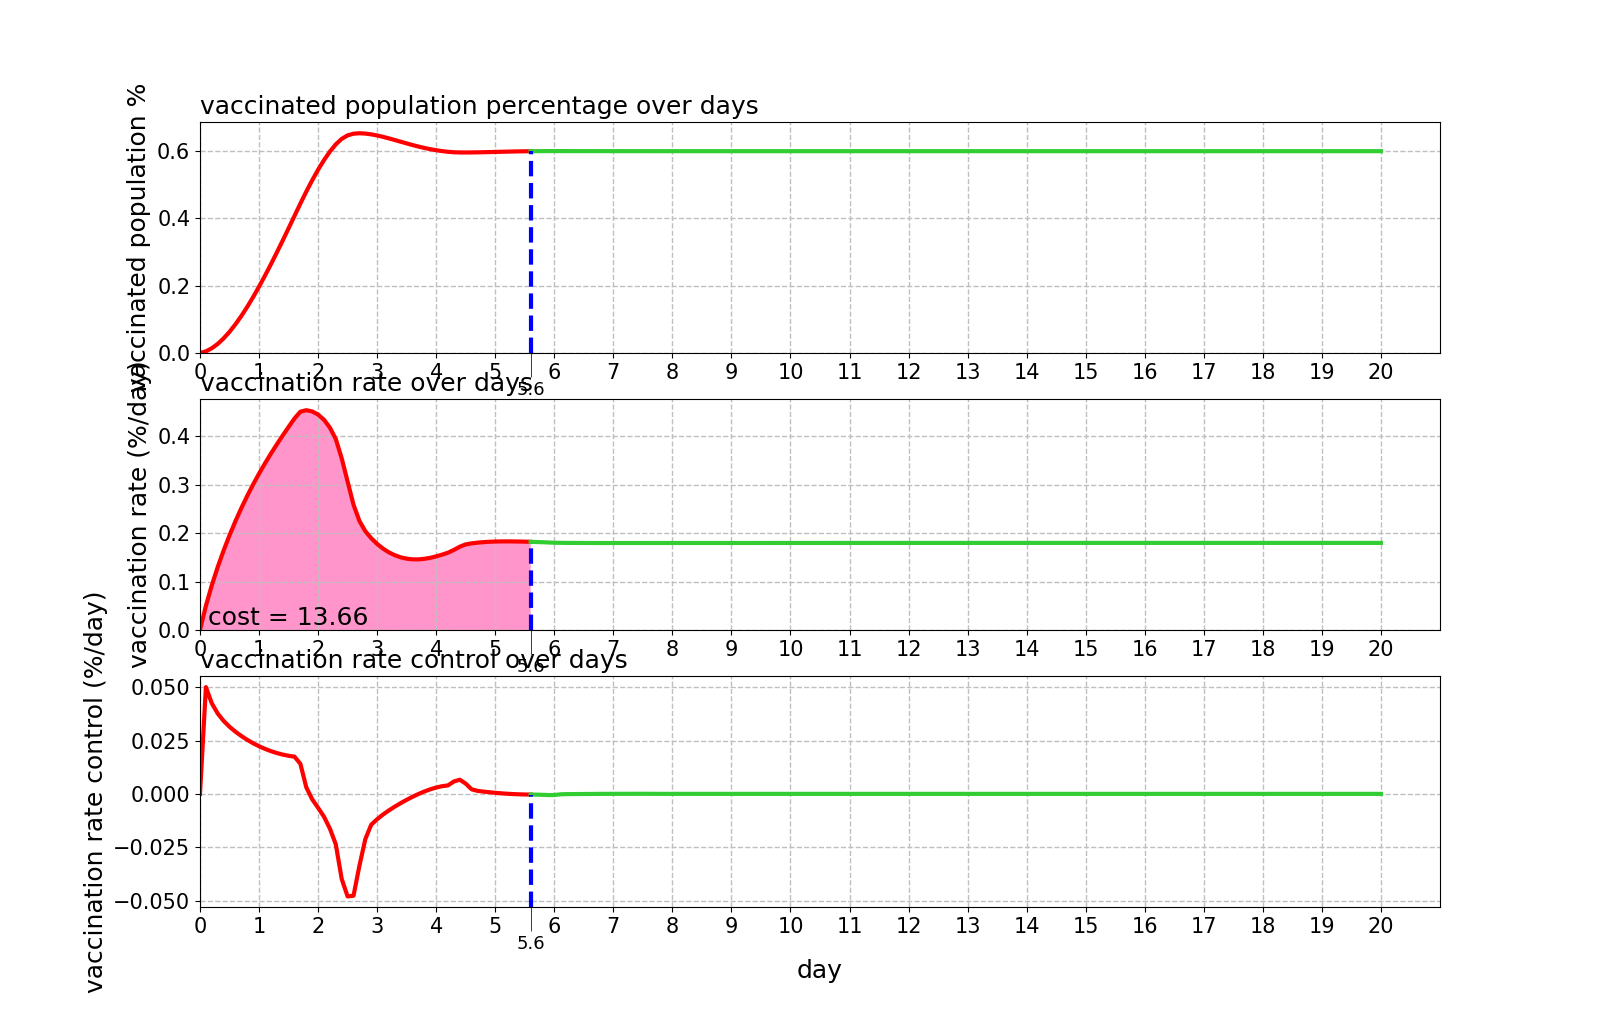 vaccinated population percentage over days
vaccinated population %
0.6
0.4
0.2
0.0
0 1 2 3 4 5 6 7 8 9 10 11 12 13 14 15 16 17 18 19 20
5.6
vaccination rate over days
vaccination rate (%/day)
0.4
0.3
0.2
0.1
0.0
cost = 13.66
0 1 2 3 4 5 6 7 8 9 10 11 12 13 14 15 16 17 18 19 20
5.6
vaccination rate control over days
vaccination rate control (%/day)
0.050
0.025
0.000
−0.025
−0.050
0 1 2 3 4 5 6 7 8 9 10 11 12 13 14 15 16 17 18 19 20
5.6
day